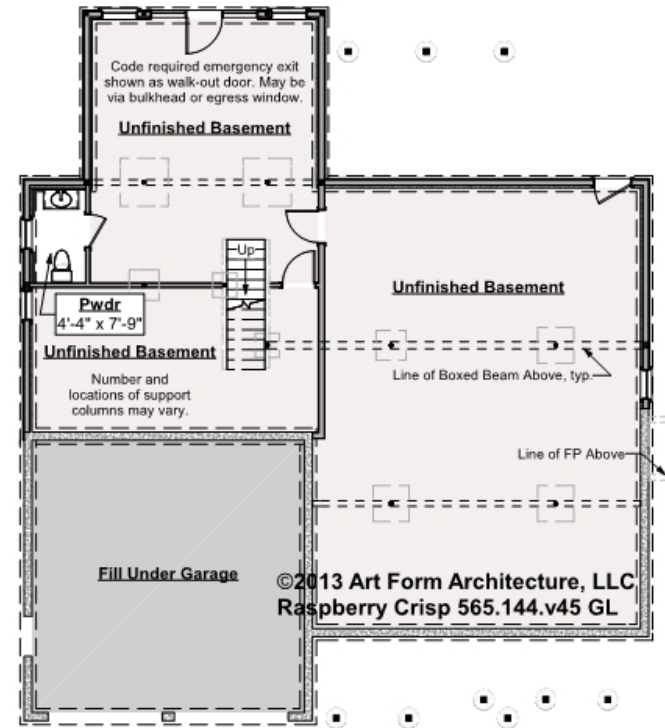 Code required emergency exit
shown as walk-out door. May be
via bulkhead or egress window.
Unfinished Basement
Up
Pwdr
4'-4" x 7'-9"
Unfinished Basement
Number and
locations of support
columns may vary.
Unfinished Basement
Line of Boxed Beam Above, typ.
Line of FP Above
Fill Under Garage
©2013 Art Form Architecture, LLC
Raspberry Crisp 565.144.v45 GL